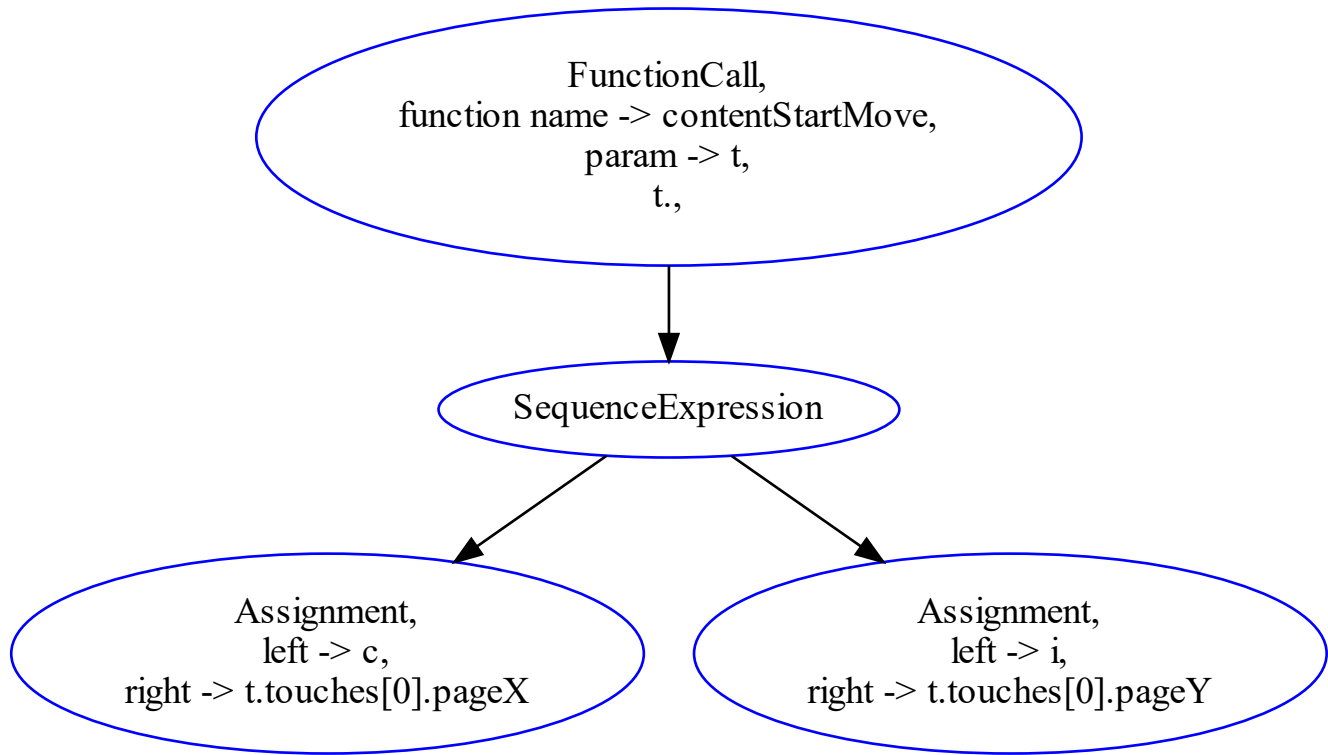 FunctionCall,
function name -> contentStartMove,
param -> t,
t.,
SequenceExpression
Assignment,
left -> c,
right -> t.touches[0].pageX
Assignment,
left -> i,
right -> t.touches[0].pageY